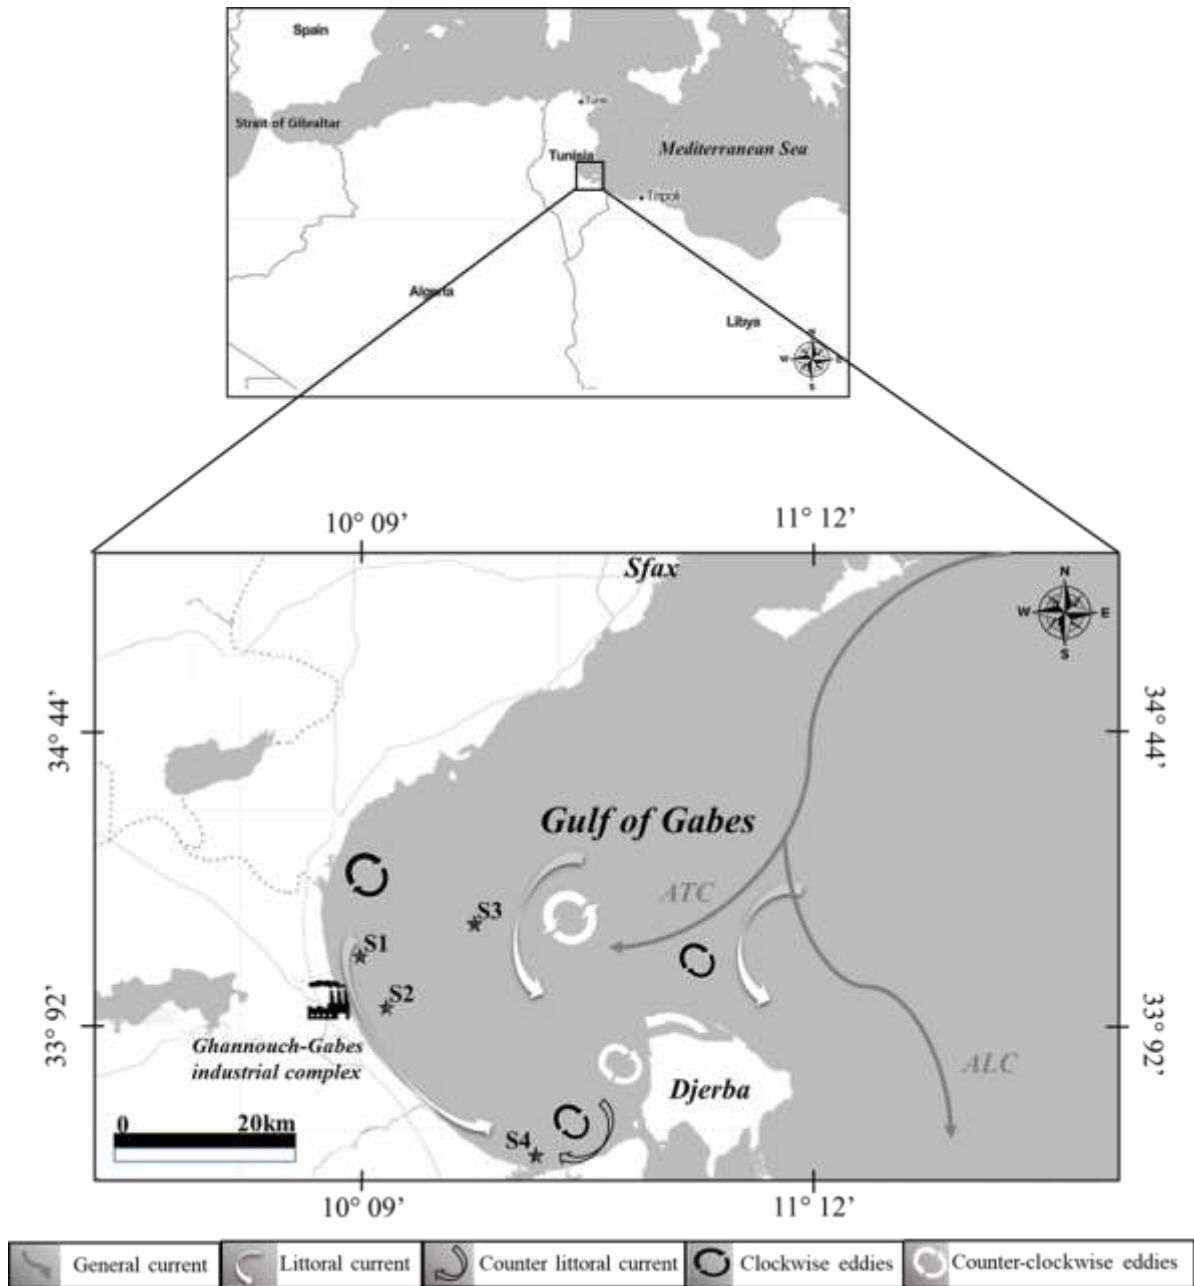 Spain
Strait of Gibraltar
Tunis
Tunisia
Mediterranean Sea
Tripoli
Algeria
Libya
N
W E
S
10° 09’
11° 12’
Sfax
N
W E
S
34° 44’
34° 44’
Gulf of Gabes
ATC
S3
S1
S2
33° 92’
33° 92’
Ghannouch-Gabes
industrial complex
ALC
Djerba
0 20km
S4
10° 09’
11° 12’
General current
Littoral current
Counter littoral current
Clockwise eddies
Counter-clockwise eddies